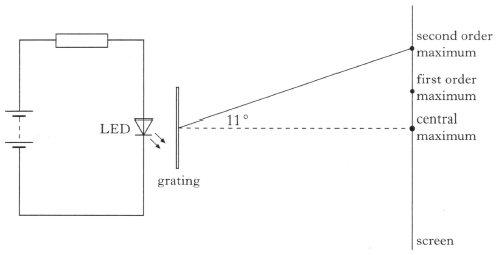 second order
maximum
first order
maximum
11°
central
maximum
LED
grating
screen